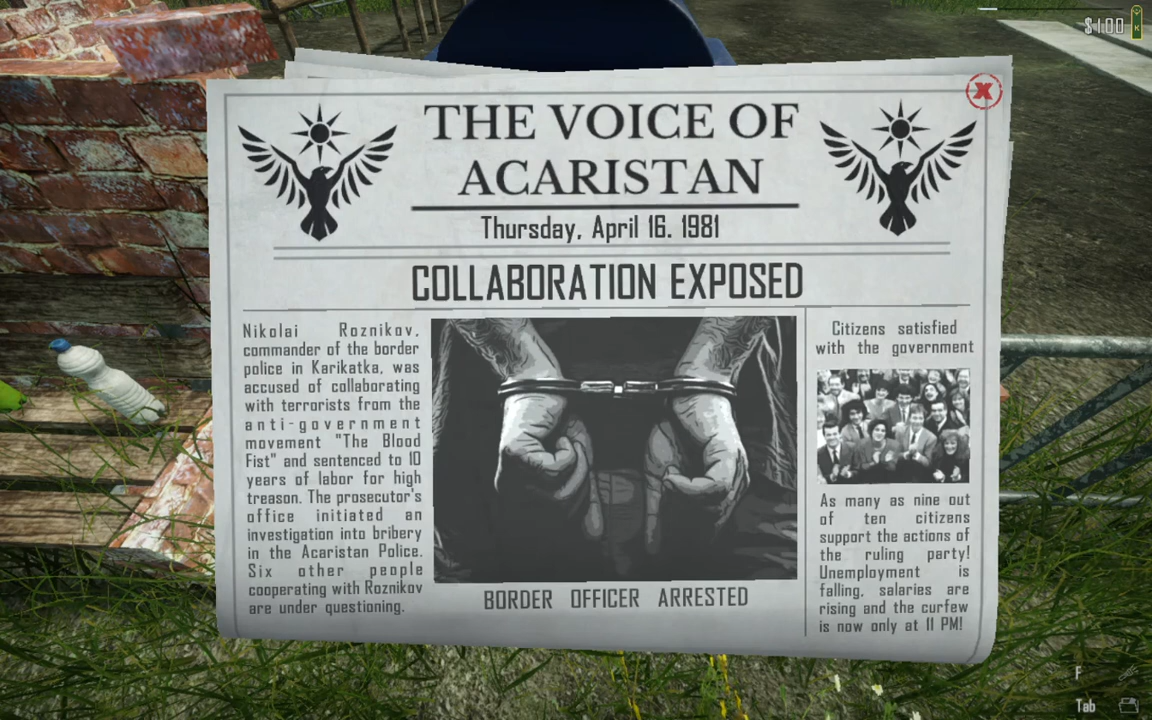 $100
K
X
THE VOICE OF
ACARISTAN
Thursday, April 16, 1981
COLLABORATION EXPOSED
Nikolai Roznikov,
commander of the border
police in Karikatka, was
accused of collaborating
with terrorists from the
anti-government
movement "The Blood
Fist" and sentenced to 10
years of labor for high
treason. The prosecutor's
office initiated an
investigation into bribery
in the Acaristan Police.
Six other people
cooperating with Roznikov
are under questioning.
BORDER OFFICER ARRESTED
Citizens satisfied
with the government
As many as nine out
of ten citizens
support the actions of
the ruling party!
Unemployment is
falling, salaries are
rising and the curfew
is now only at 11 PM!
F
Tab